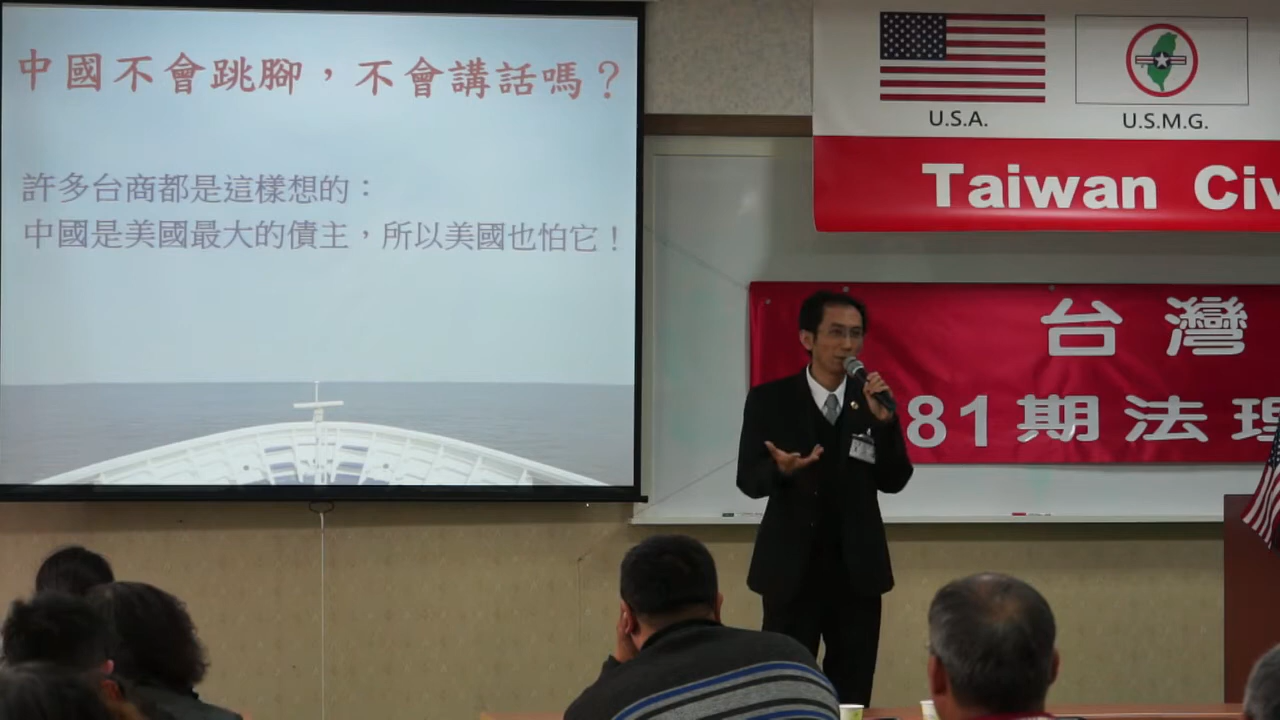 中國不會跳腳，不會講話嗎？
許多台商都是這樣想的：
中國是美國最大的債主，所以美國也怕它！
U.S.A.
U.S.M.G.
Taiwan Civ
台灣
81期法理